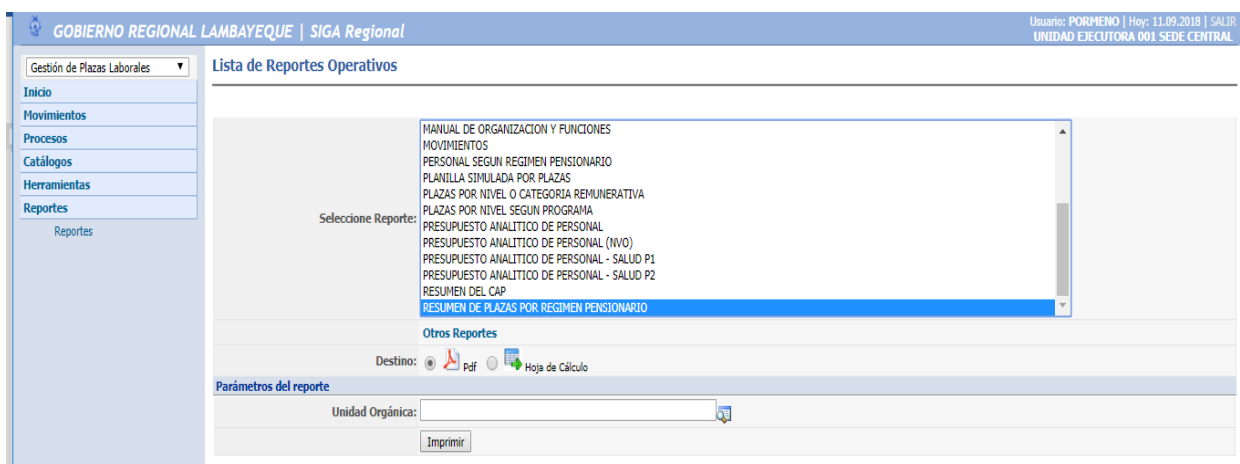 GOBIERNO REGIONAL LAMBAYEQUE | SIGA Regional
Usuario: PORMENO | Hoy: 11.09.2018 | SALIR
UNIDAD EJECUTORA 001 SEDE CENTRAL
Gestión de Plazas Laborales
Inicio
Movimientos
Procesos
Catálogos
Herramientas
Reportes
Reportes
Lista de Reportes Operativos
Seleccione Reporte:
MANUAL DE ORGANIZACION Y FUNCIONES
MOVIMIENTOS
PERSONAL SEGUN REGIMEN PENSIONARIO
PLANILLA SIMULADA POR PLAZAS
PLAZAS POR NIVEL O CATEGORIA REMUNERATIVA
PLAZAS POR NIVEL SEGUN PROGRAMA
PRESUPUESTO ANALITICO DE PERSONAL
PRESUPUESTO ANALITICO DE PERSONAL (NVO)
PRESUPUESTO ANALITICO DE PERSONAL - SALUD P1
PRESUPUESTO ANALITICO DE PERSONAL - SALUD P2
RESUMEN DEL CAP
RESUMEN DE PLAZAS POR REGIMEN PENSIONARIO
Otros Reportes
Destino: Pdf Hoja de Cálculo
Parámetros del reporte
Unidad Orgánica:
Imprimir